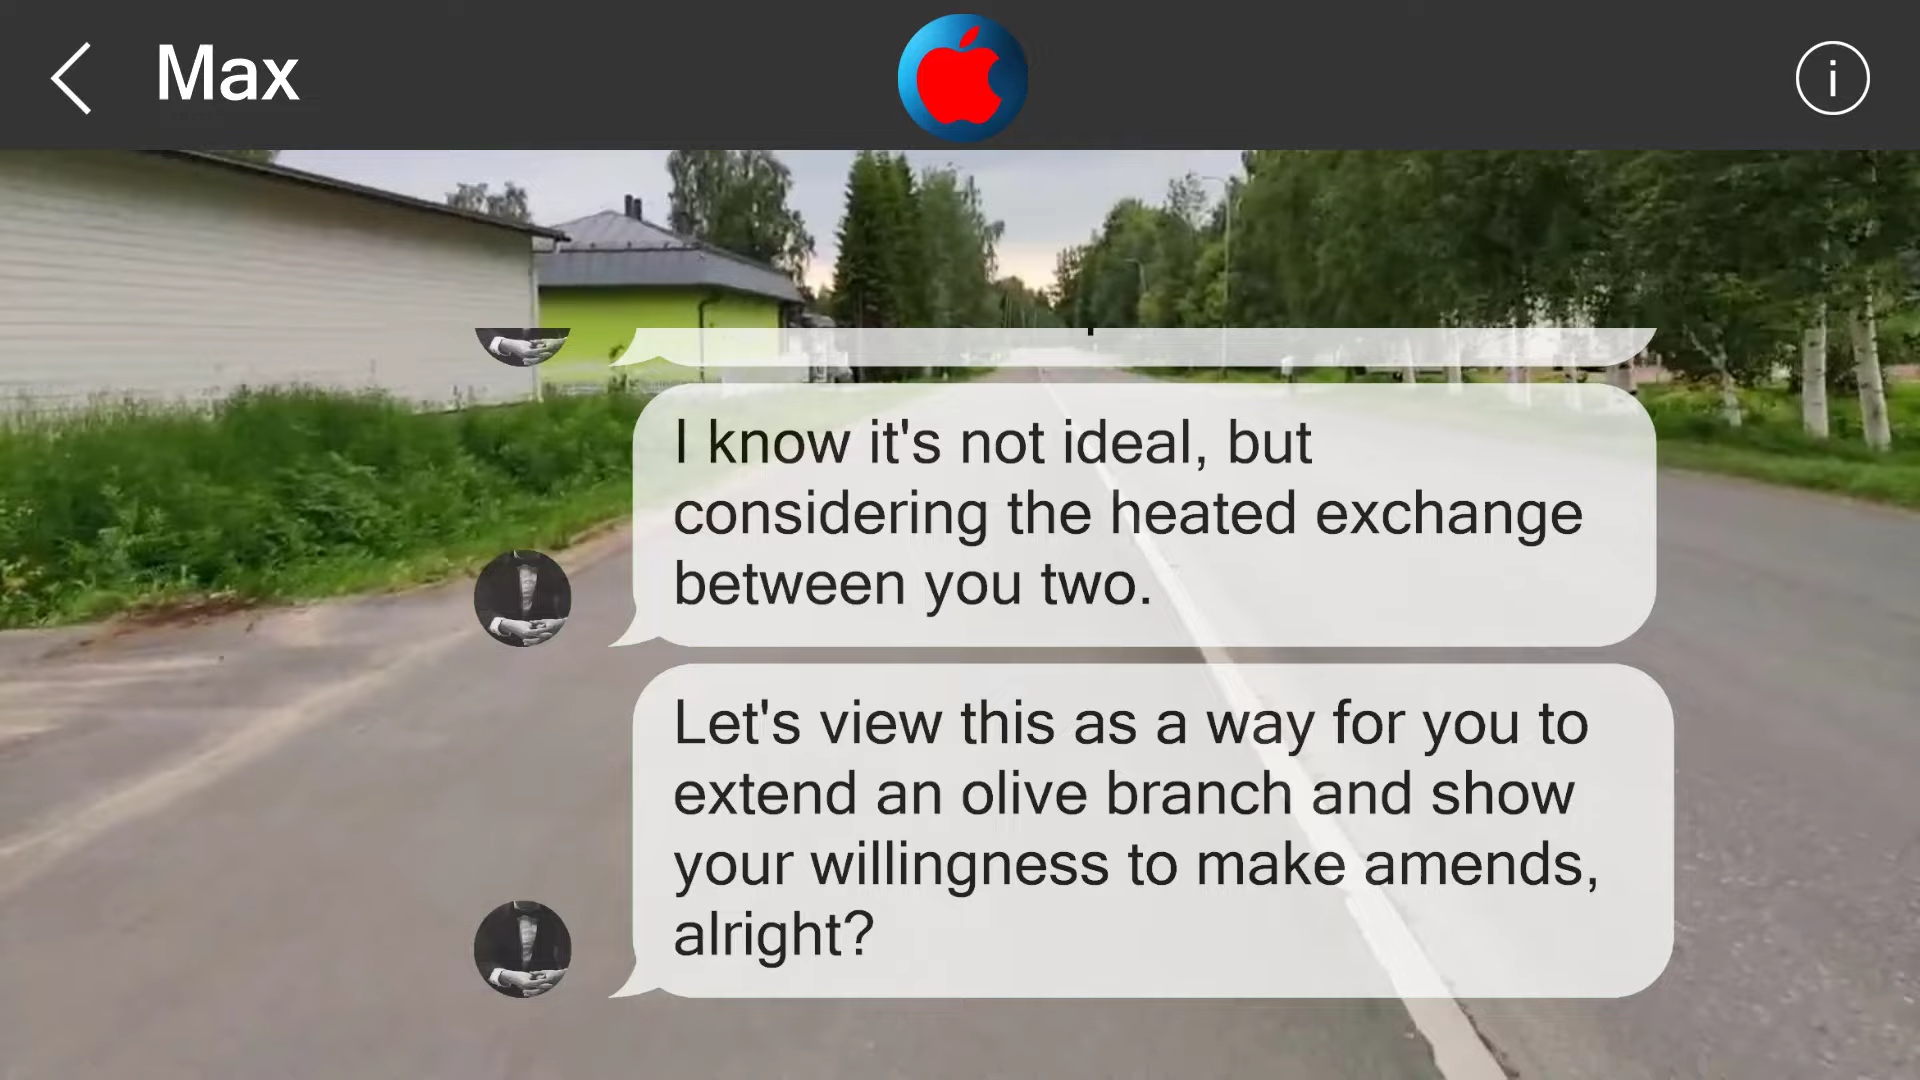 Max
i
I know it's not ideal, but
considering the heated exchange
between you two.
Let's view this as a way for you to
extend an olive branch and show
your willingness to make amends,
alright?